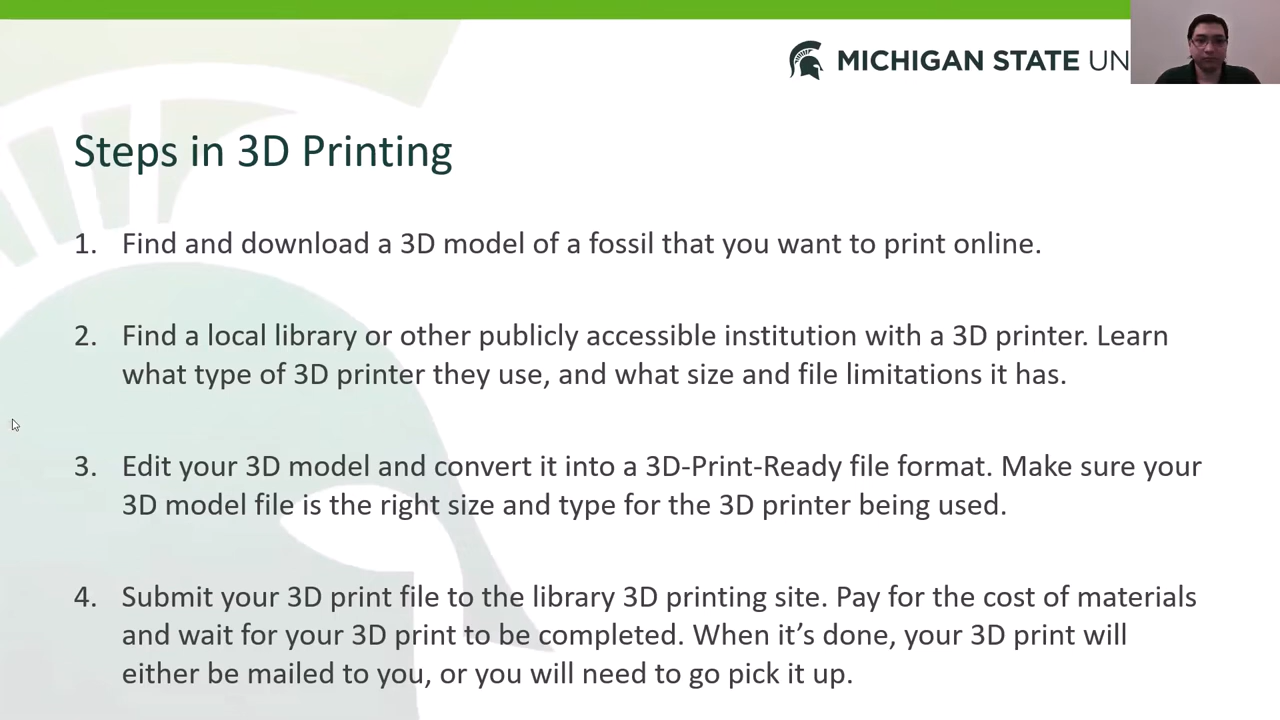 MICHIGAN STATE UN
Steps in 3D Printing
1. Find and download a 3D model of a fossil that you want to print online.
2. Find a local library or other publicly accessible institution with a 3D printer. Learn
what type of 3D printer they use, and what size and file limitations it has.
3. Edit your 3D model and convert it into a 3D-Print-Ready file format. Make sure your
3D model file is the right size and type for the 3D printer being used.
4. Submit your 3D print file to the library 3D printing site. Pay for the cost of materials
and wait for your 3D print to be completed. When it’s done, your 3D print will
either be mailed to you, or you will need to go pick it up.